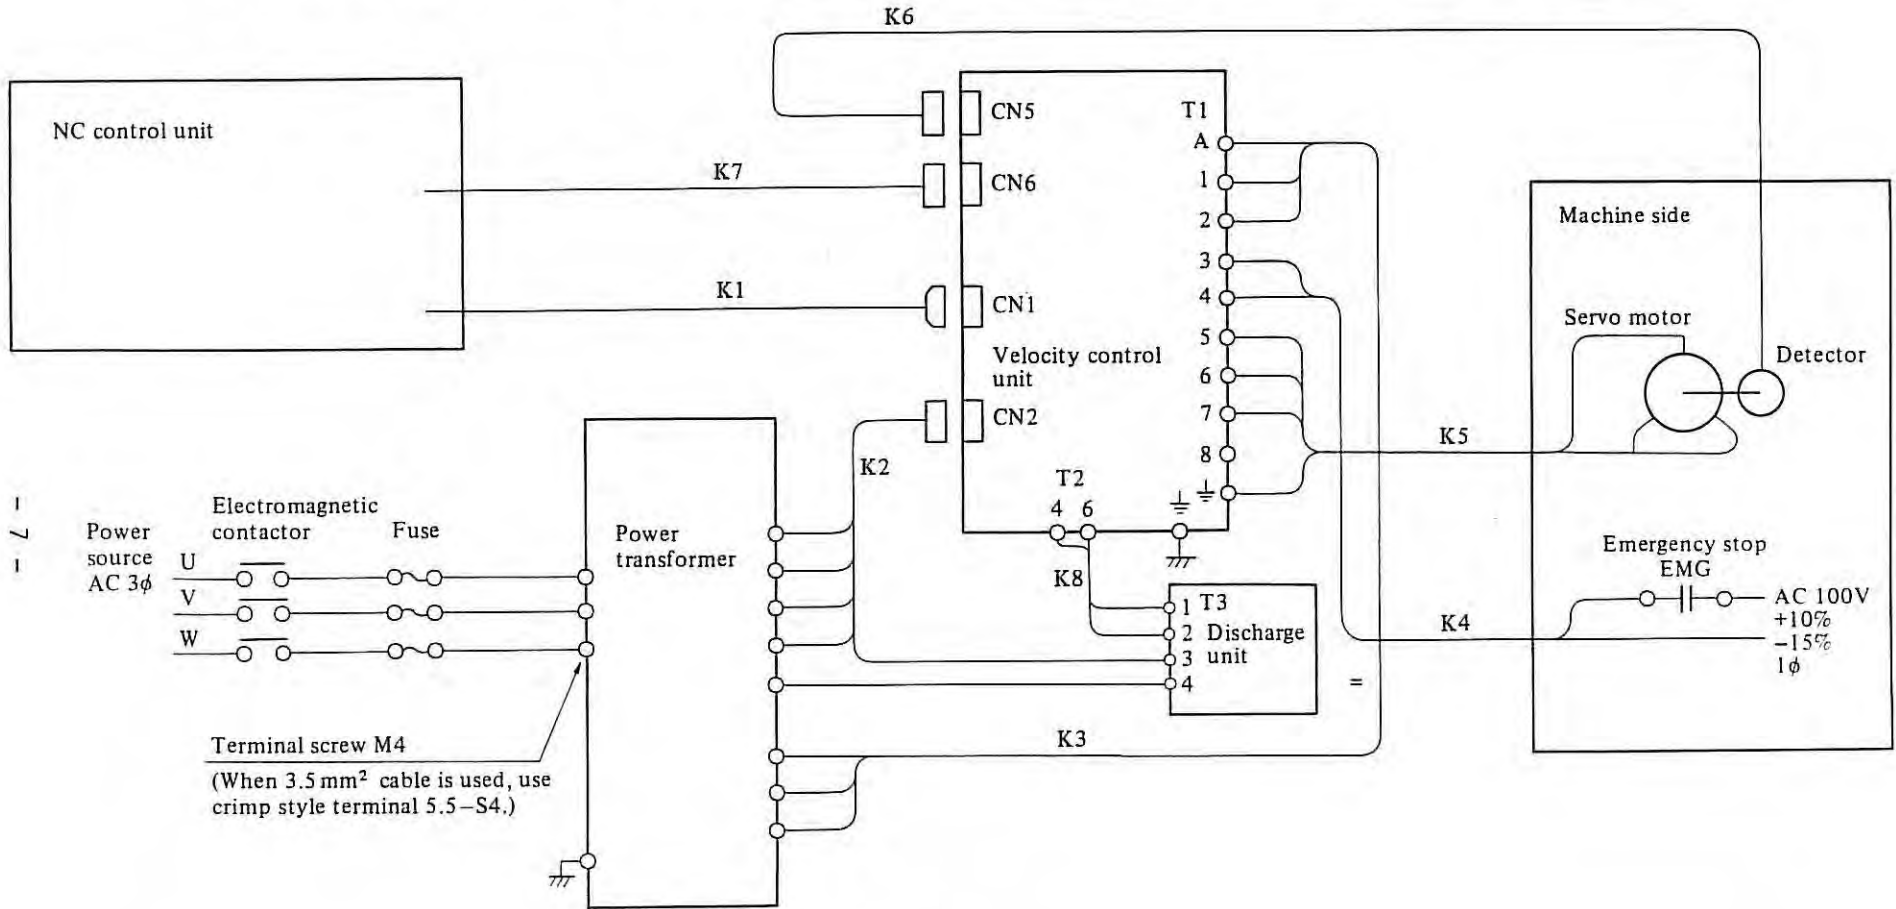 K6
NC control unit
K7
K1
CN5
CN6
CN1
CN2
Velocity control
unit
T1
A
1
2
3
4
5
6
7
8
T2
4 6
Machine side
Servo motor
Detector
K5
K2
K8
K4
K3
Emergency stop
EMG
AC 100V
+10%
−15%
1ϕ
1 T3
2 Discharge
unit
3
4
=
Power
source
AC 3ϕ
Electromagnetic
contactor
Fuse
U
V
W
Power
transformer
Terminal screw M4
(When 3.5 mm² cable is used, use
crimp style terminal 5.5–S4.)
– 7 –